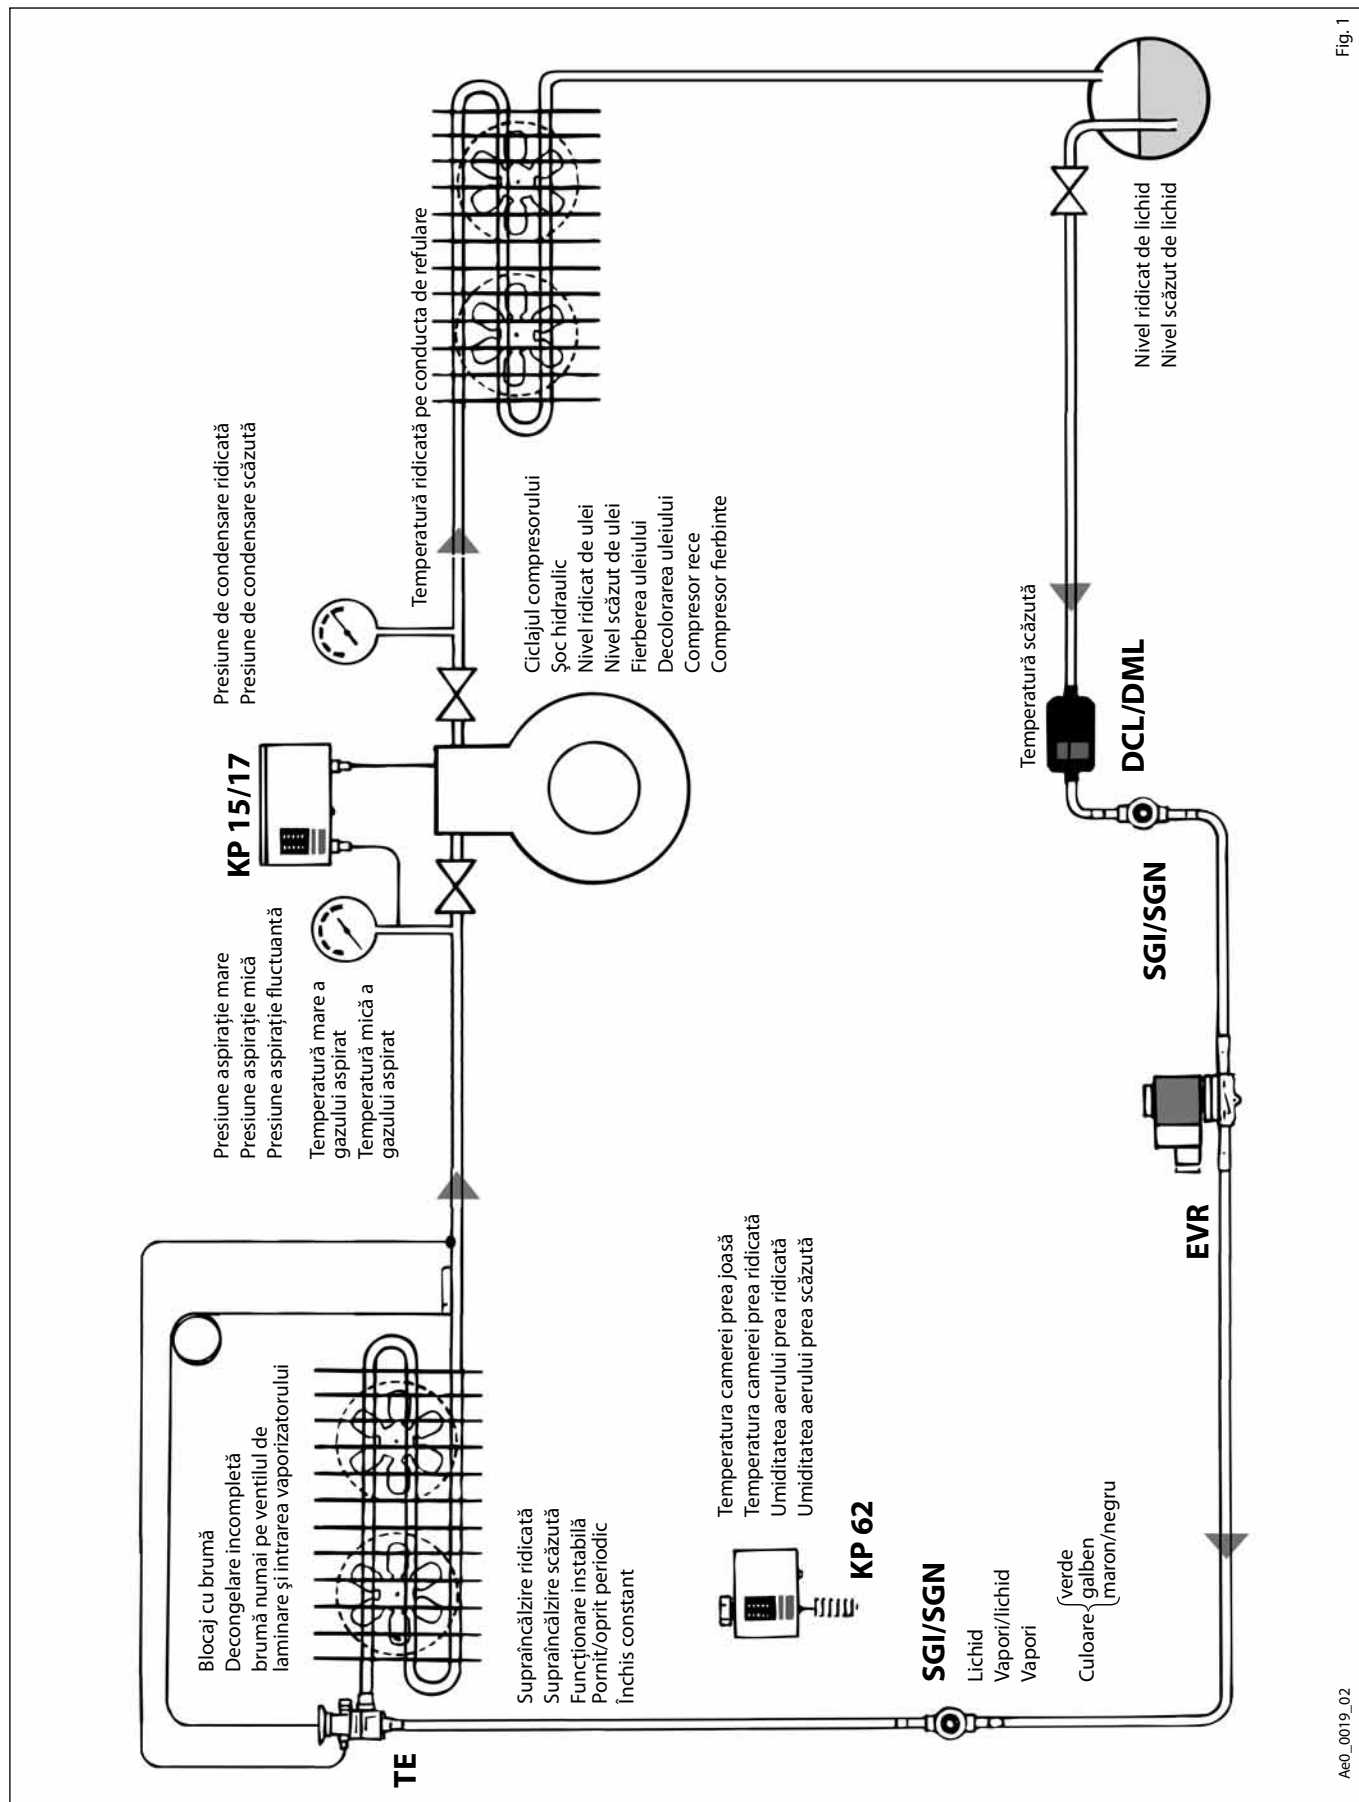 Fig. 1
Blocaj cu brumă
Decongelare incompletă
brumă numai pe ventilul de
laminare şi intrarea vaporizatorului
TE
Supraîncălzire ridicată
Supraîncălzire scăzută
Funcţionare instabilă
Pornit/oprit periodic
Închis constant
Presiune aspiraţie mare
Presiune aspiraţie mică
Presiune aspiraţie fluctuantă
Temperatură mare a
gazului aspirat
Temperatură mică a
gazului aspirat
KP 15/17
Presiune de condensare ridicată
Presiune de condensare scăzută
Temperatură ridicată pe conducta de refulare
Ciclajul compresorului
Şoc hidraulic
Nivel ridicat de ulei
Nivel scăzut de ulei
Fierberea uleiului
Decolorarea uleiului
Compresor rece
Compresor fierbinte
Temperatura camerei prea joasă
Temperatura camerei prea ridicată
Umiditatea aerului prea ridicată
Umiditatea aerului prea scăzută
KP 62
SGI/SGN
Lichid
Vapori/lichid
Vapori
Culoare
verde
galben
maron/negru
EVR
SGI/SGN
Temperatură scăzută
DCL/DML
Nivel ridicat de lichid
Nivel scăzut de lichid
Ae0_0019_02